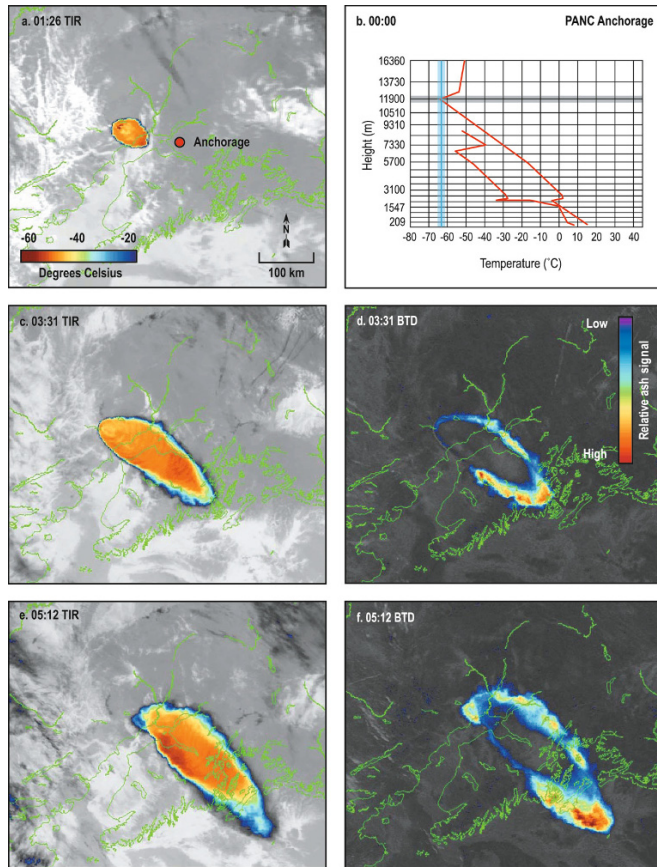 a. 01:26 TIR
Anchorage
N
-60 -40 -20
Degrees Celsius
100 km
b. 00:00 PANC Anchorage
Height (m)
16360
13730
11900
10510
9310
7330
5700
3100
1547
209
-80 -70 -60 -50 -40 -30 -20 -10 0 10 20 30 40
Temperature (˚C)
c. 03:31 TIR
d. 03:31 BTD
Low
Relative ash signal
High
e. 05:12 TIR
f. 05:12 BTD